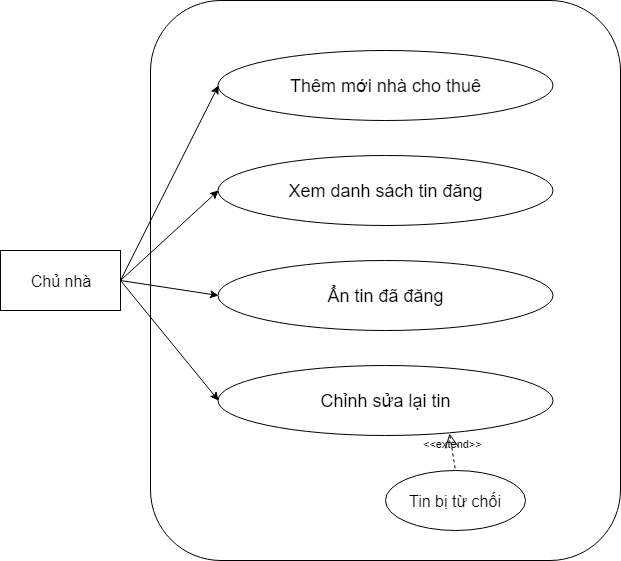 Thêm mới nhà cho thuê
Xem danh sách tin đăng
Chủ nhà
Ẩn tin đã đăng
Chỉnh sửa lại tin
<<extend>>
Tin bị từ chối